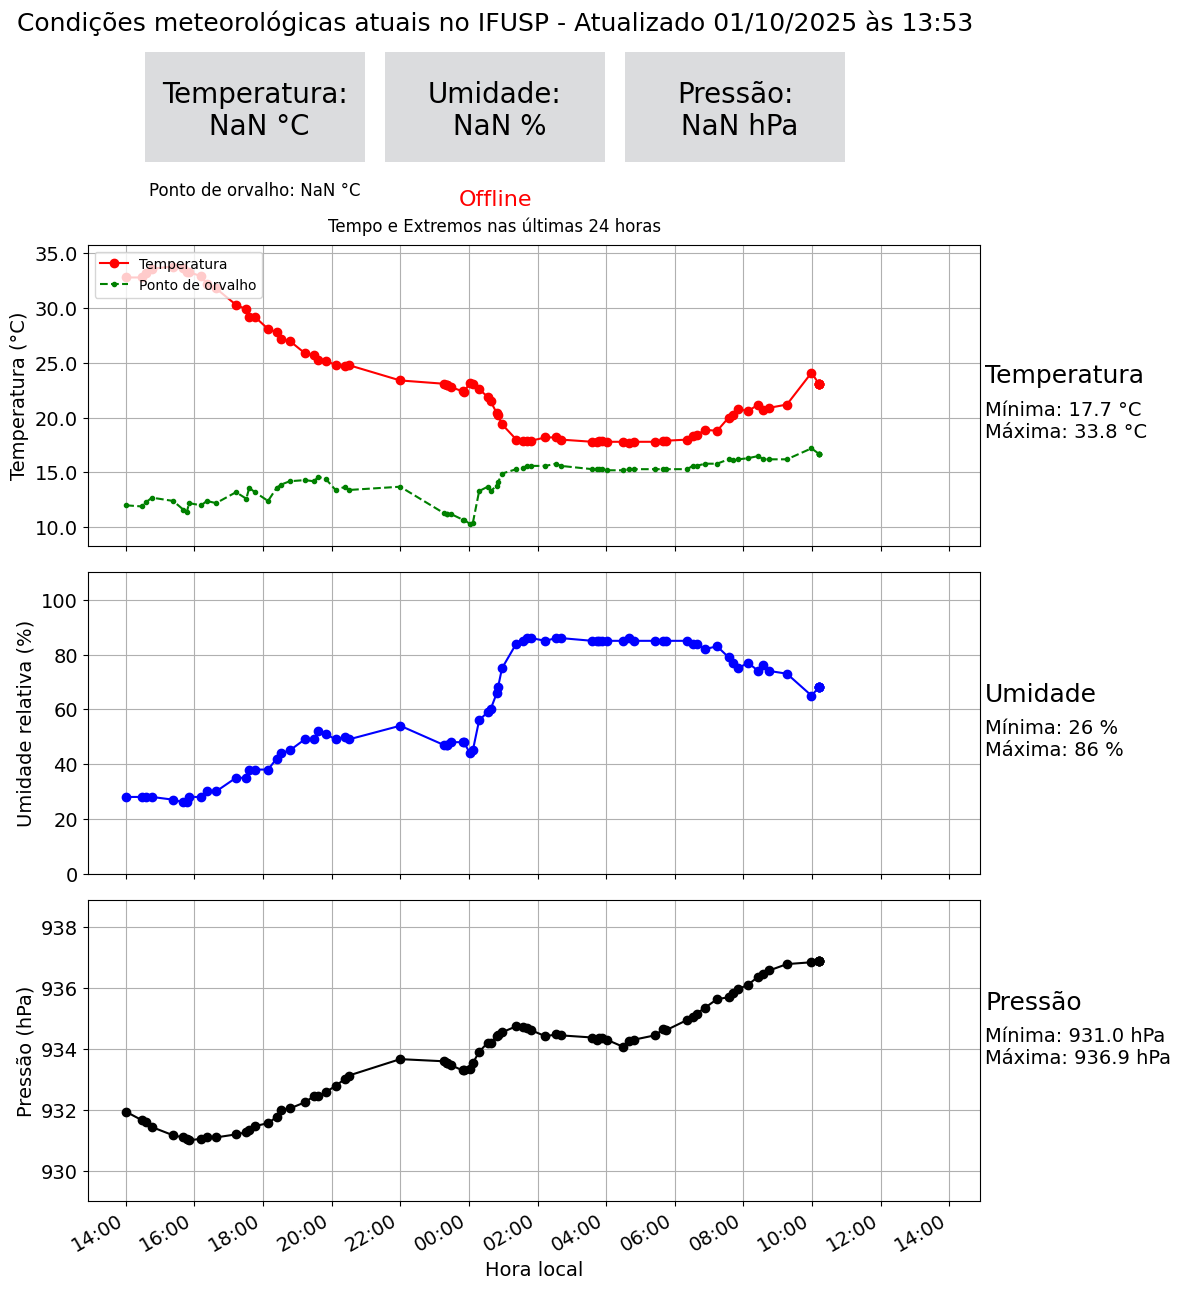 Condições meteorológicas atuais no IFUSP - Atualizado 01/10/2025 às 13:53
Temperatura:
NaN °C
Umidade:
NaN %
Pressão:
NaN hPa
Ponto de orvalho: NaN °C
Offline
Tempo e Extremos nas últimas 24 horas
Temperatura (°C)
35.0
30.0
25.0
20.0
15.0
10.0
Temperatura
Ponto de orvalho
Temperatura
Mínima: 17.7 °C
Máxima: 33.8 °C
Umidade relativa (%)
100
80
60
40
20
0
Umidade
Mínima: 26 %
Máxima: 86 %
Pressão (hPa)
938
936
934
932
930
Pressão
Mínima: 931.0 hPa
Máxima: 936.9 hPa
14:00 16:00 18:00 20:00 22:00 00:00 02:00 04:00 06:00 08:00 10:00 12:00 14:00
Hora local